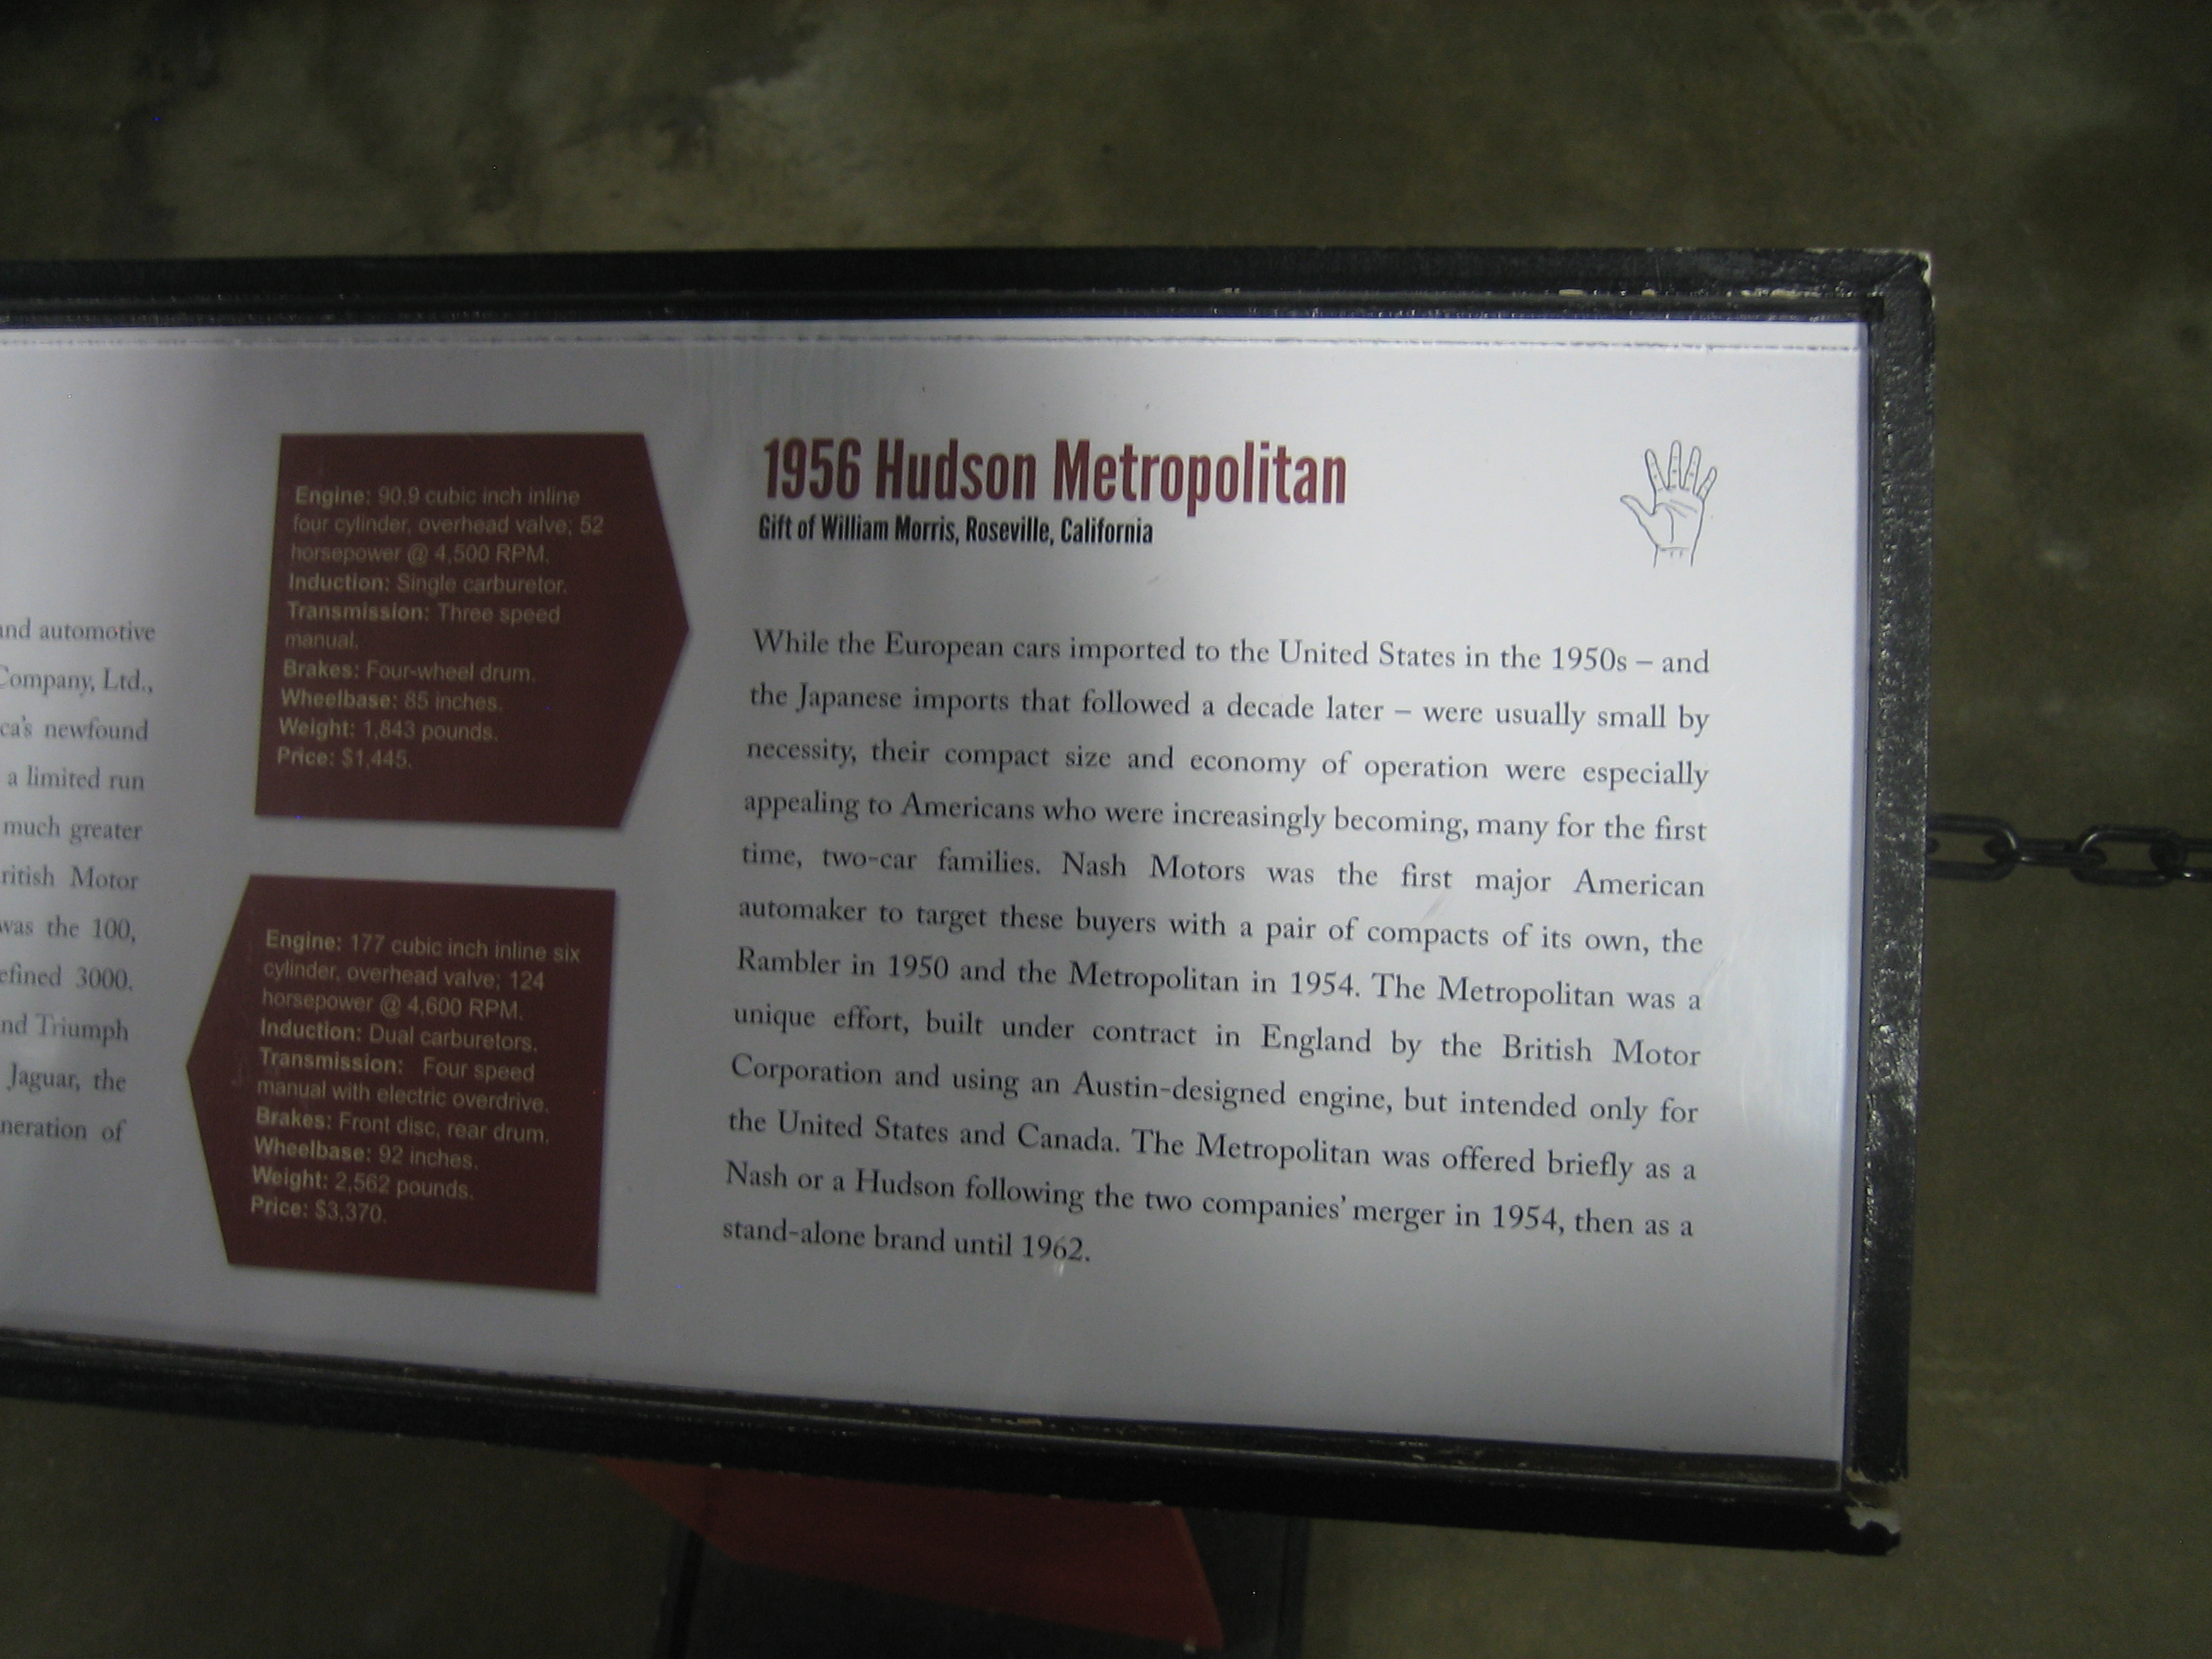 and automotive
Company, Ltd.,
ca's newfound
a limited run
much greater
ritish Motor
was the 100,
efined 3000.
nd Triumph
Jaguar, the
neration of
Engine: 90.9 cubic inch inline
four cylinder, overhead valve; 52
horsepower @ 4,500 RPM.
Induction: Single carburetor.
Transmission: Three speed
manual.
Brakes: Four-wheel drum.
Wheelbase: 85 inches.
Weight: 1,843 pounds.
Price: $1,445.
Engine: 177 cubic inch inline six
cylinder, overhead valve; 124
horsepower @ 4,600 RPM.
Induction: Dual carburetors.
Transmission: Four speed
manual with electric overdrive.
Brakes: Front disc, rear drum.
Wheelbase: 92 inches.
Weight: 2,562 pounds.
Price: $3,370.
1956 Hudson Metropolitan
Gift of William Morris, Roseville, California
While the European cars imported to the United States in the 1950s – and
the Japanese imports that followed a decade later – were usually small by
necessity, their compact size and economy of operation were especially
appealing to Americans who were increasingly becoming, many for the first
time, two-car families. Nash Motors was the first major American
automaker to target these buyers with a pair of compacts of its own, the
Rambler in 1950 and the Metropolitan in 1954. The Metropolitan was a
unique effort, built under contract in England by the British Motor
Corporation and using an Austin-designed engine, but intended only for
the United States and Canada. The Metropolitan was offered briefly as a
Nash or a Hudson following the two companies' merger in 1954, then as a
stand-alone brand until 1962.